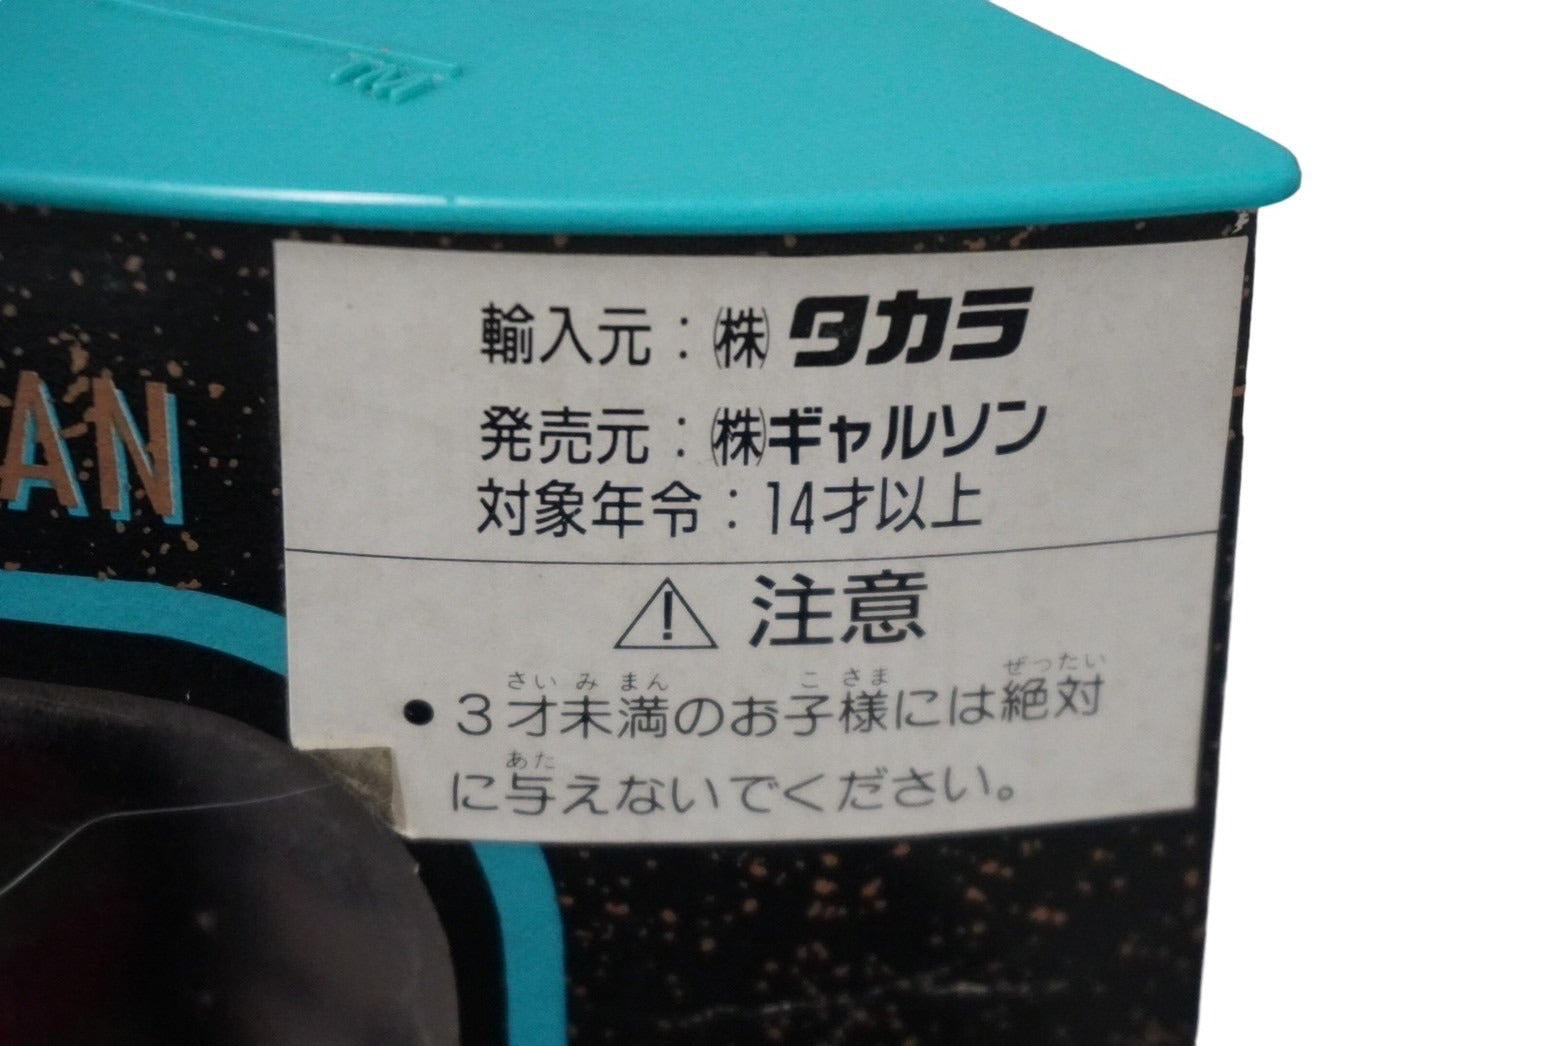 TM
AN
輸入元：㈱タカラ
発売元：㈱ギャルソン
対象年令：14才以上
⚠ 注意
さい み まん こ さま ぜったい
●3才未満のお子様には絶対
あた
に与えないでください。